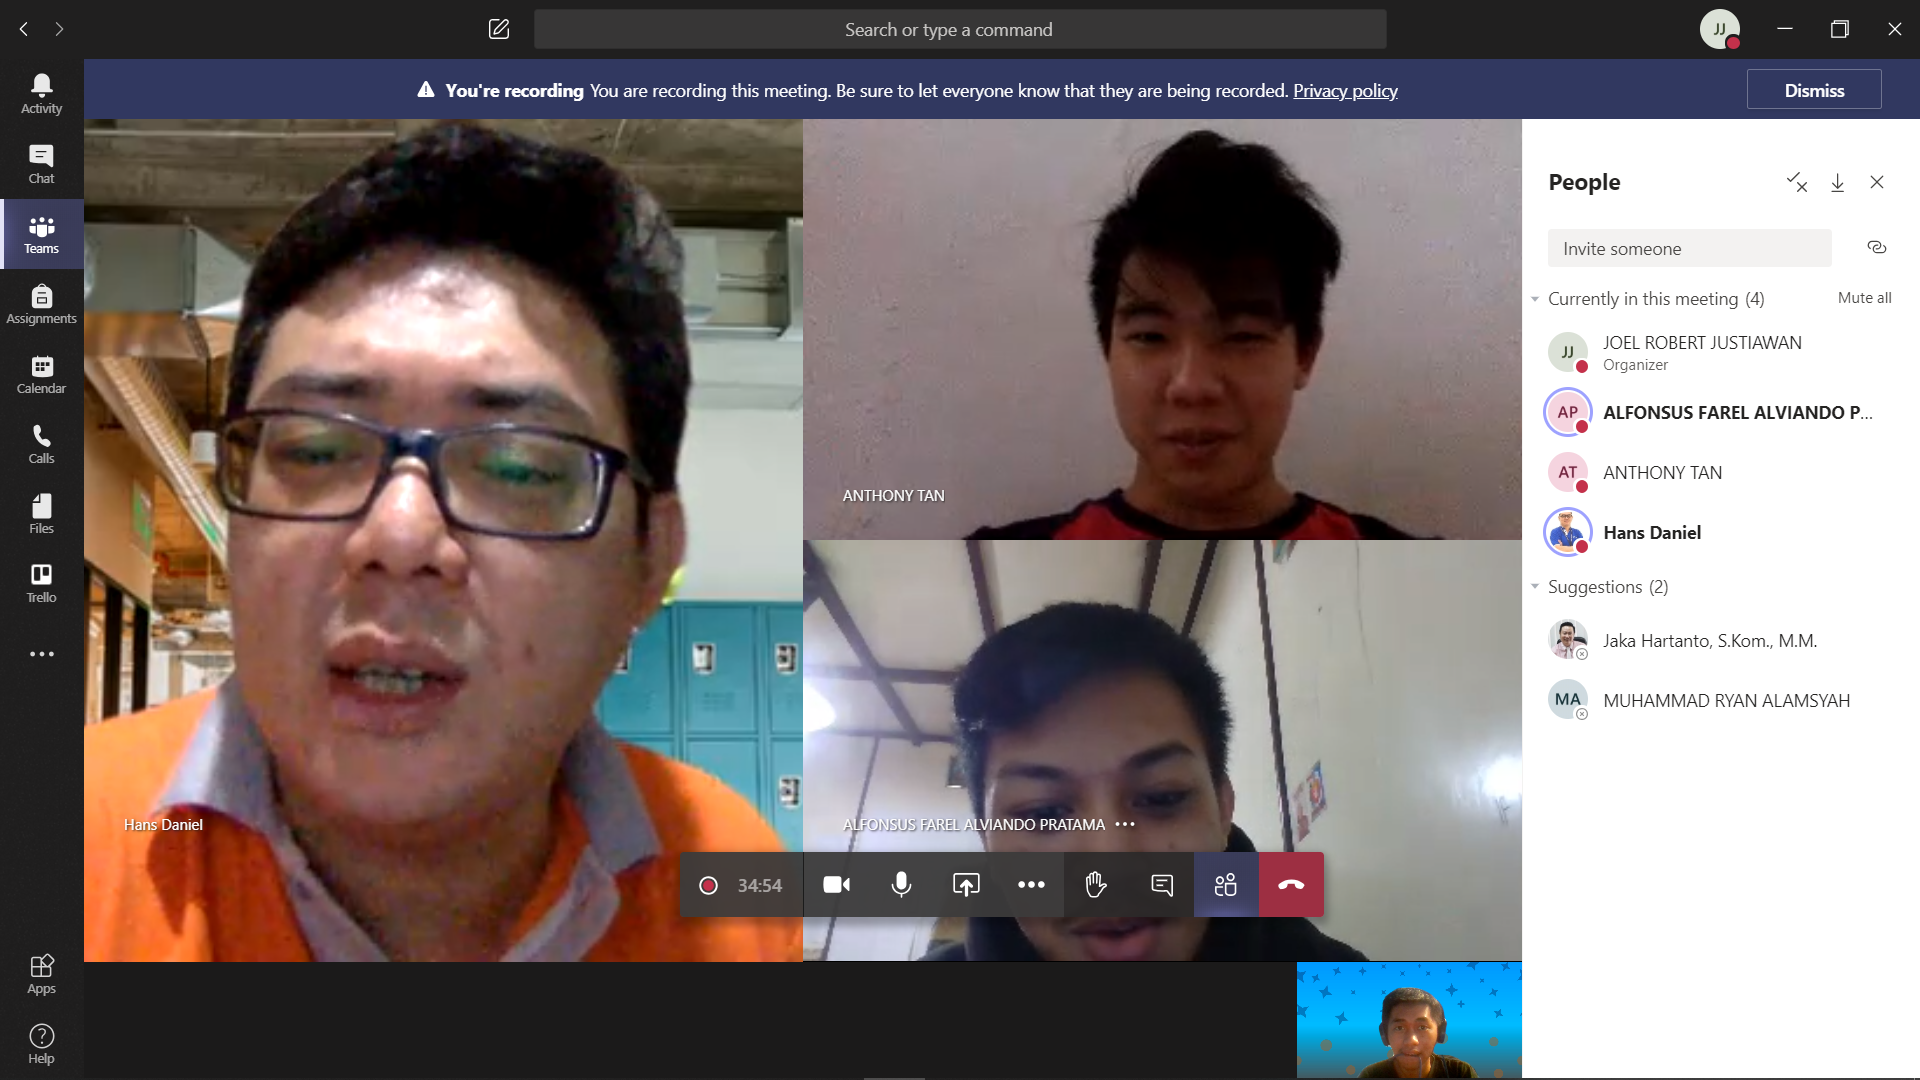 Search or type a command
JJ
You're recording You are recording this meeting. Be sure to let everyone know that they are being recorded. Privacy policy
Dismiss
Activity
Chat
Teams
Assignments
Calendar
Calls
Files
Trello
Apps
Help
ANTHONY TAN
Hans Daniel
ALFONSUS FAREL ALVIANDO PRATAMA
34:54
People
Invite someone
Currently in this meeting (4)
Mute all
JJ
JOEL ROBERT JUSTIAWAN
Organizer
AP
ALFONSUS FAREL ALVIANDO P...
AT
ANTHONY TAN
Hans Daniel
Suggestions (2)
Jaka Hartanto, S.Kom., M.M.
MA
MUHAMMAD RYAN ALAMSYAH